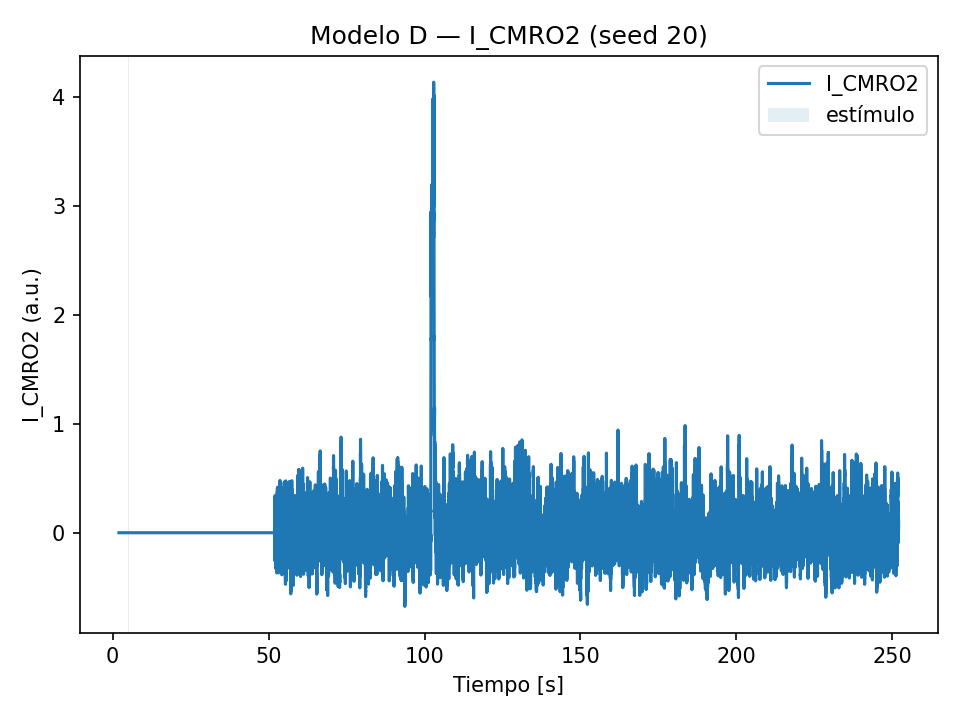 Modelo D — I_CMRO2 (seed 20)
I_CMRO2
estímulo
I_CMRO2 (a.u.)
4
3
2
1
0
0 50 100 150 200 250
Tiempo [s]